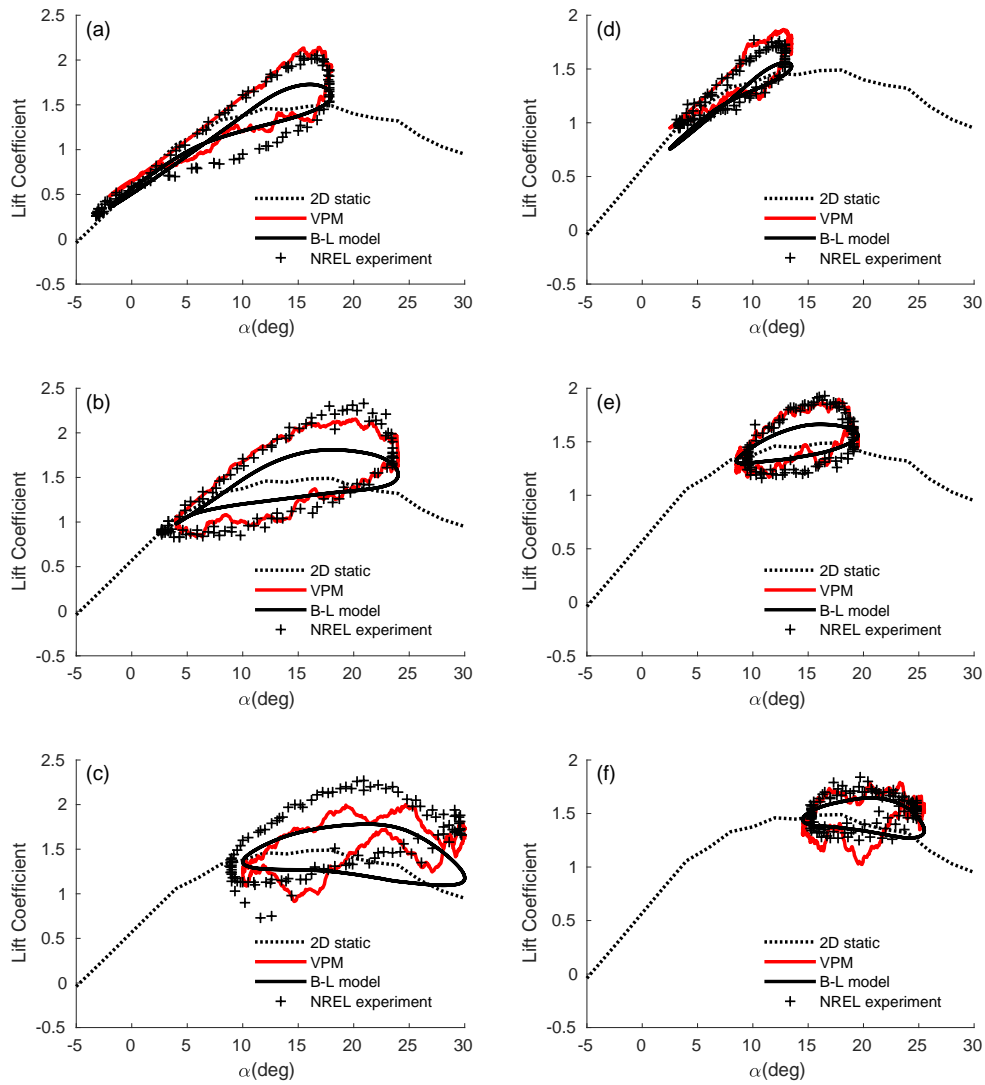 (a)
2.5
2
1.5
1
0.5
0
-0.5
Lift Coefficient
2D static
VPM
B-L model
NREL experiment
-5 0 5 10 15 20 25 30
α(deg)
(d)
2
1.5
1
0.5
0
-0.5
Lift Coefficient
2D static
VPM
B-L model
NREL experiment
-5 0 5 10 15 20 25 30
α(deg)
(b)
2.5
2
1.5
1
0.5
0
-0.5
Lift Coefficient
2D static
VPM
B-L model
NREL experiment
-5 0 5 10 15 20 25 30
α(deg)
(e)
2
1.5
1
0.5
0
-0.5
Lift Coefficient
2D static
VPM
B-L model
NREL experiment
-5 0 5 10 15 20 25 30
α(deg)
(c)
2.5
2
1.5
1
0.5
0
-0.5
Lift Coefficient
2D static
VPM
B-L model
NREL experiment
-5 0 5 10 15 20 25 30
α(deg)
(f)
2
1.5
1
0.5
0
-0.5
Lift Coefficient
2D static
VPM
B-L model
NREL experiment
-5 0 5 10 15 20 25 30
α(deg)